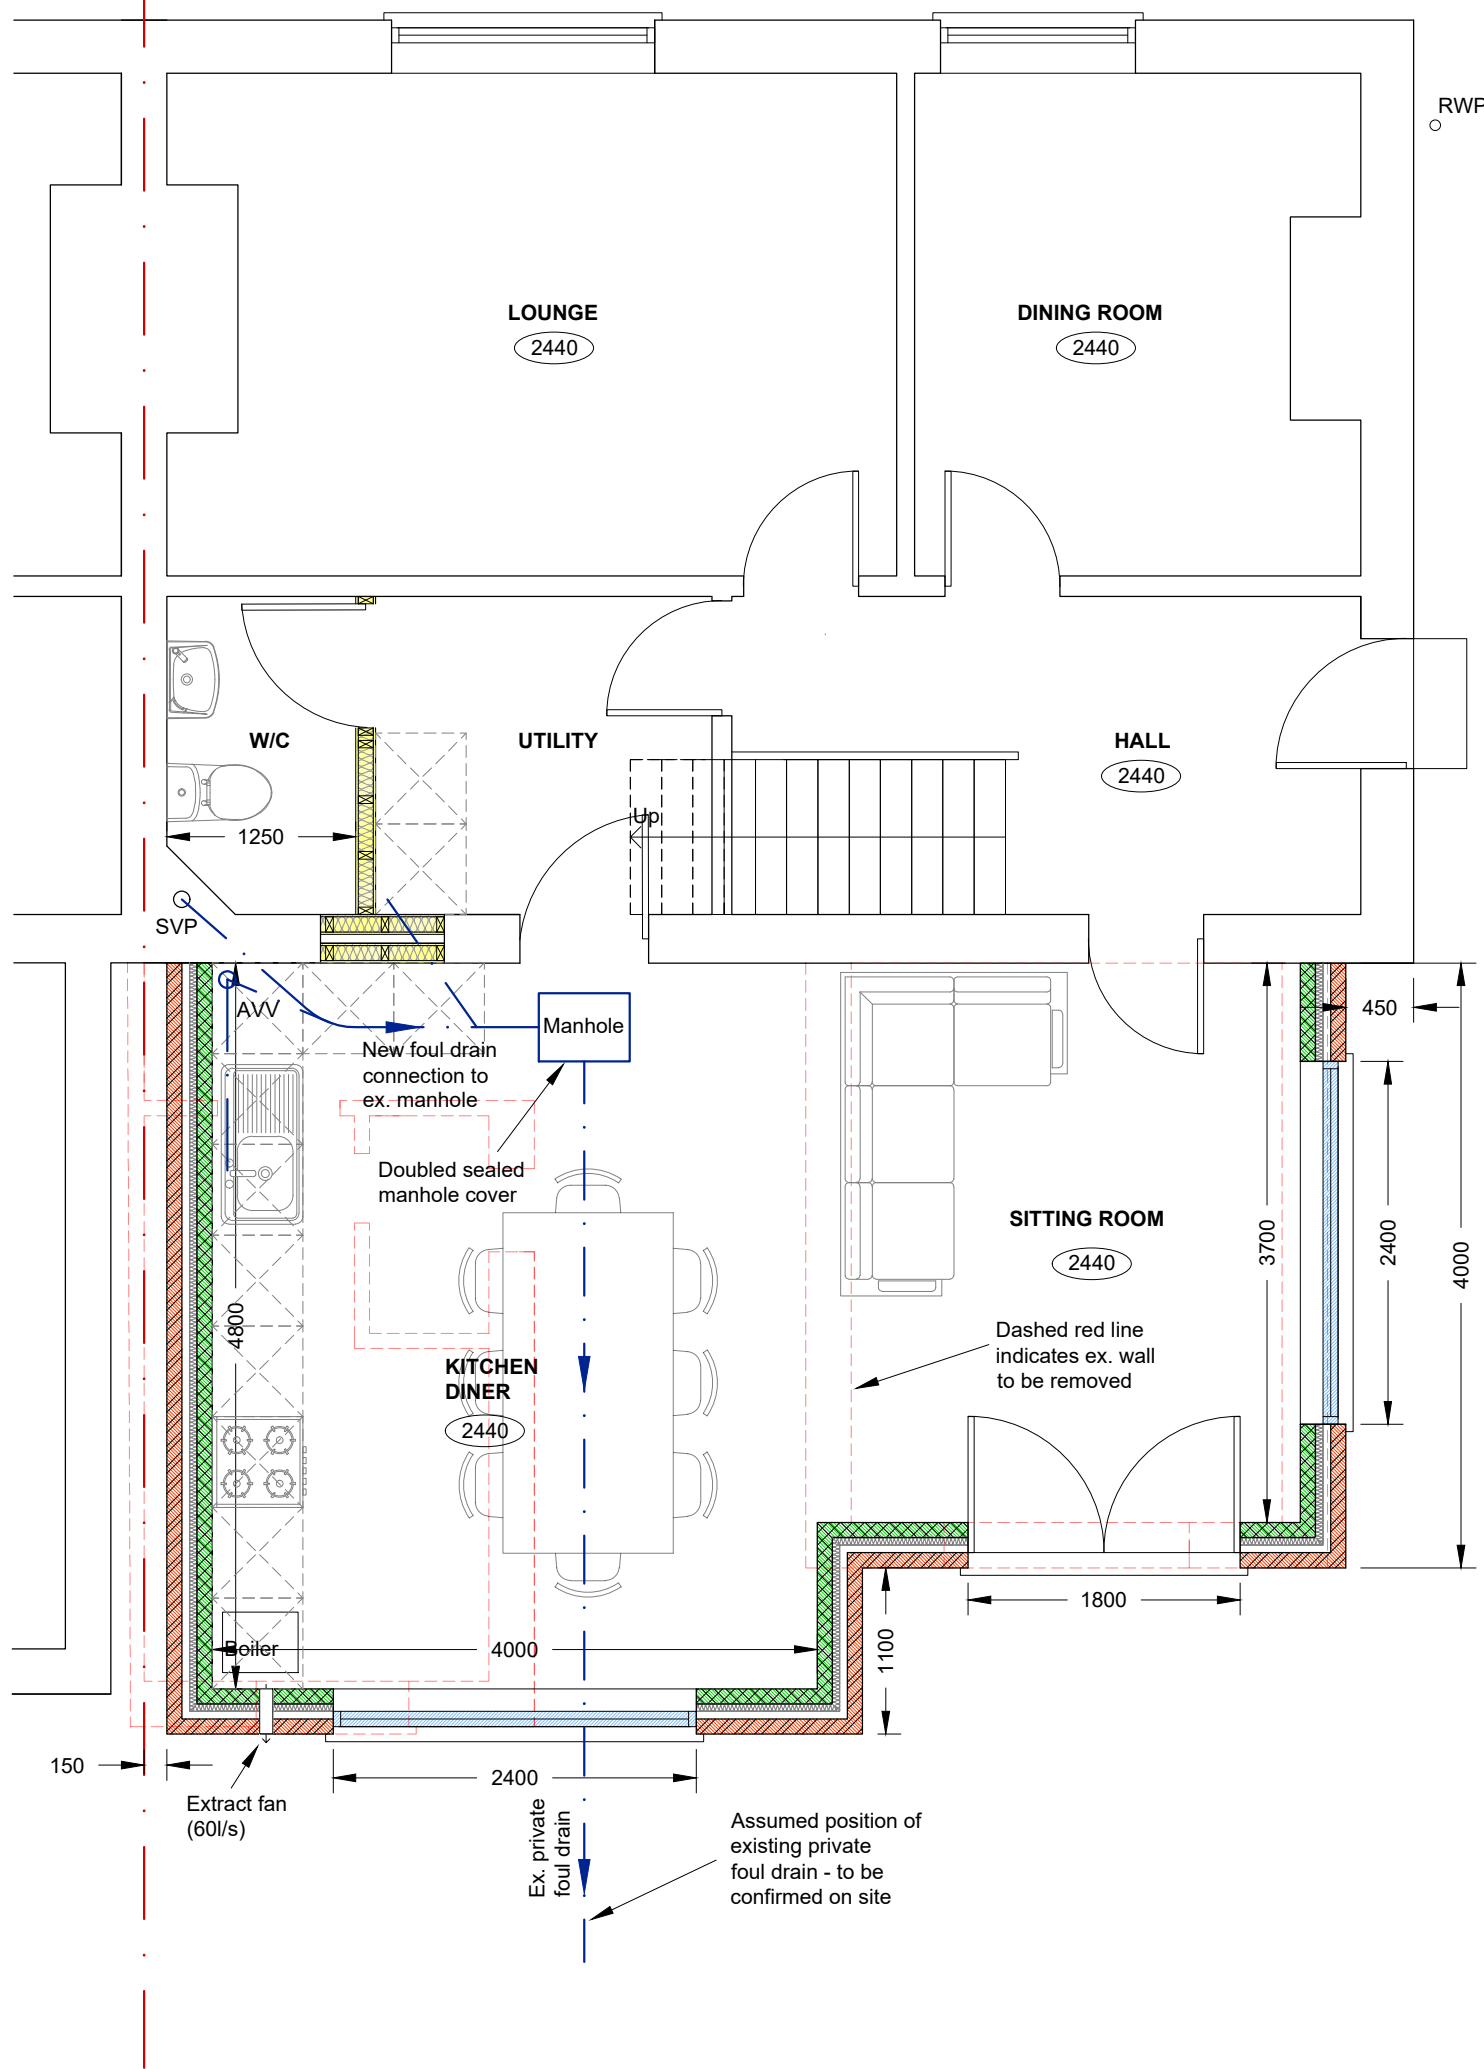 RWP
LOUNGE
2440
DINING ROOM
2440
W/C
UTILITY
HALL
2440
Up
1250
SVP
AVV
Manhole
New foul drain
connection to
ex. manhole
Doubled sealed
manhole cover
450
SITTING ROOM
2440
3700
2400
4000
4800
Dashed red line
indicates ex. wall
to be removed
KITCHEN
DINER
2440
Boiler
4000
1100
1800
150
2400
Extract fan
(60l/s)
Ex. private
foul drain
Assumed position of
existing private
foul drain - to be
confirmed on site